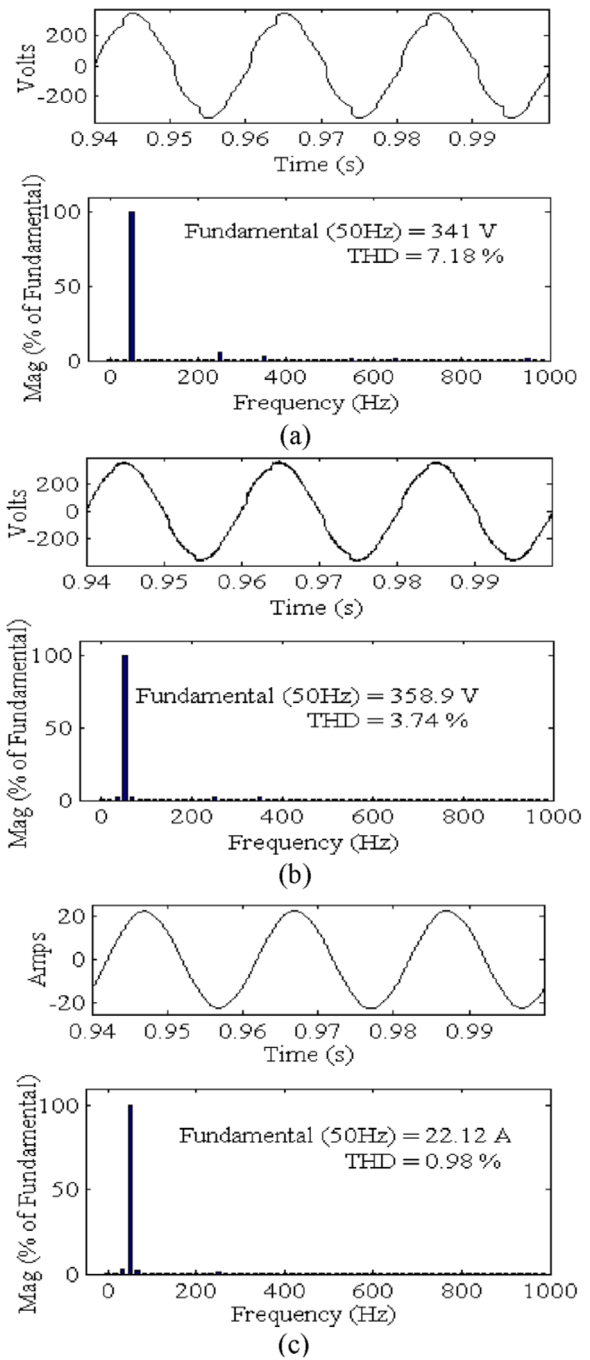 Volts
200
0
-200
0.94 0.95 0.96 0.97 0.98 0.99
Time (s)
Mag (% of Fundamental)
100
50
0
Fundamental (50Hz) = 341 V
THD = 7.18 %
0 200 400 600 800 1000
Frequency (Hz)
(a)
Volts
200
0
-200
0.94 0.95 0.96 0.97 0.98 0.99
Time (s)
Mag (% of Fundamental)
100
50
0
Fundamental (50Hz) = 358.9 V
THD = 3.74 %
0 200 400 600 800 1000
Frequency (Hz)
(b)
Amps
20
0
-20
0.94 0.95 0.96 0.97 0.98 0.99
Time (s)
Mag (% of Fundamental)
100
50
0
Fundamental (50Hz) = 22.12 A
THD = 0.98 %
0 200 400 600 800 1000
Frequency (Hz)
(c)